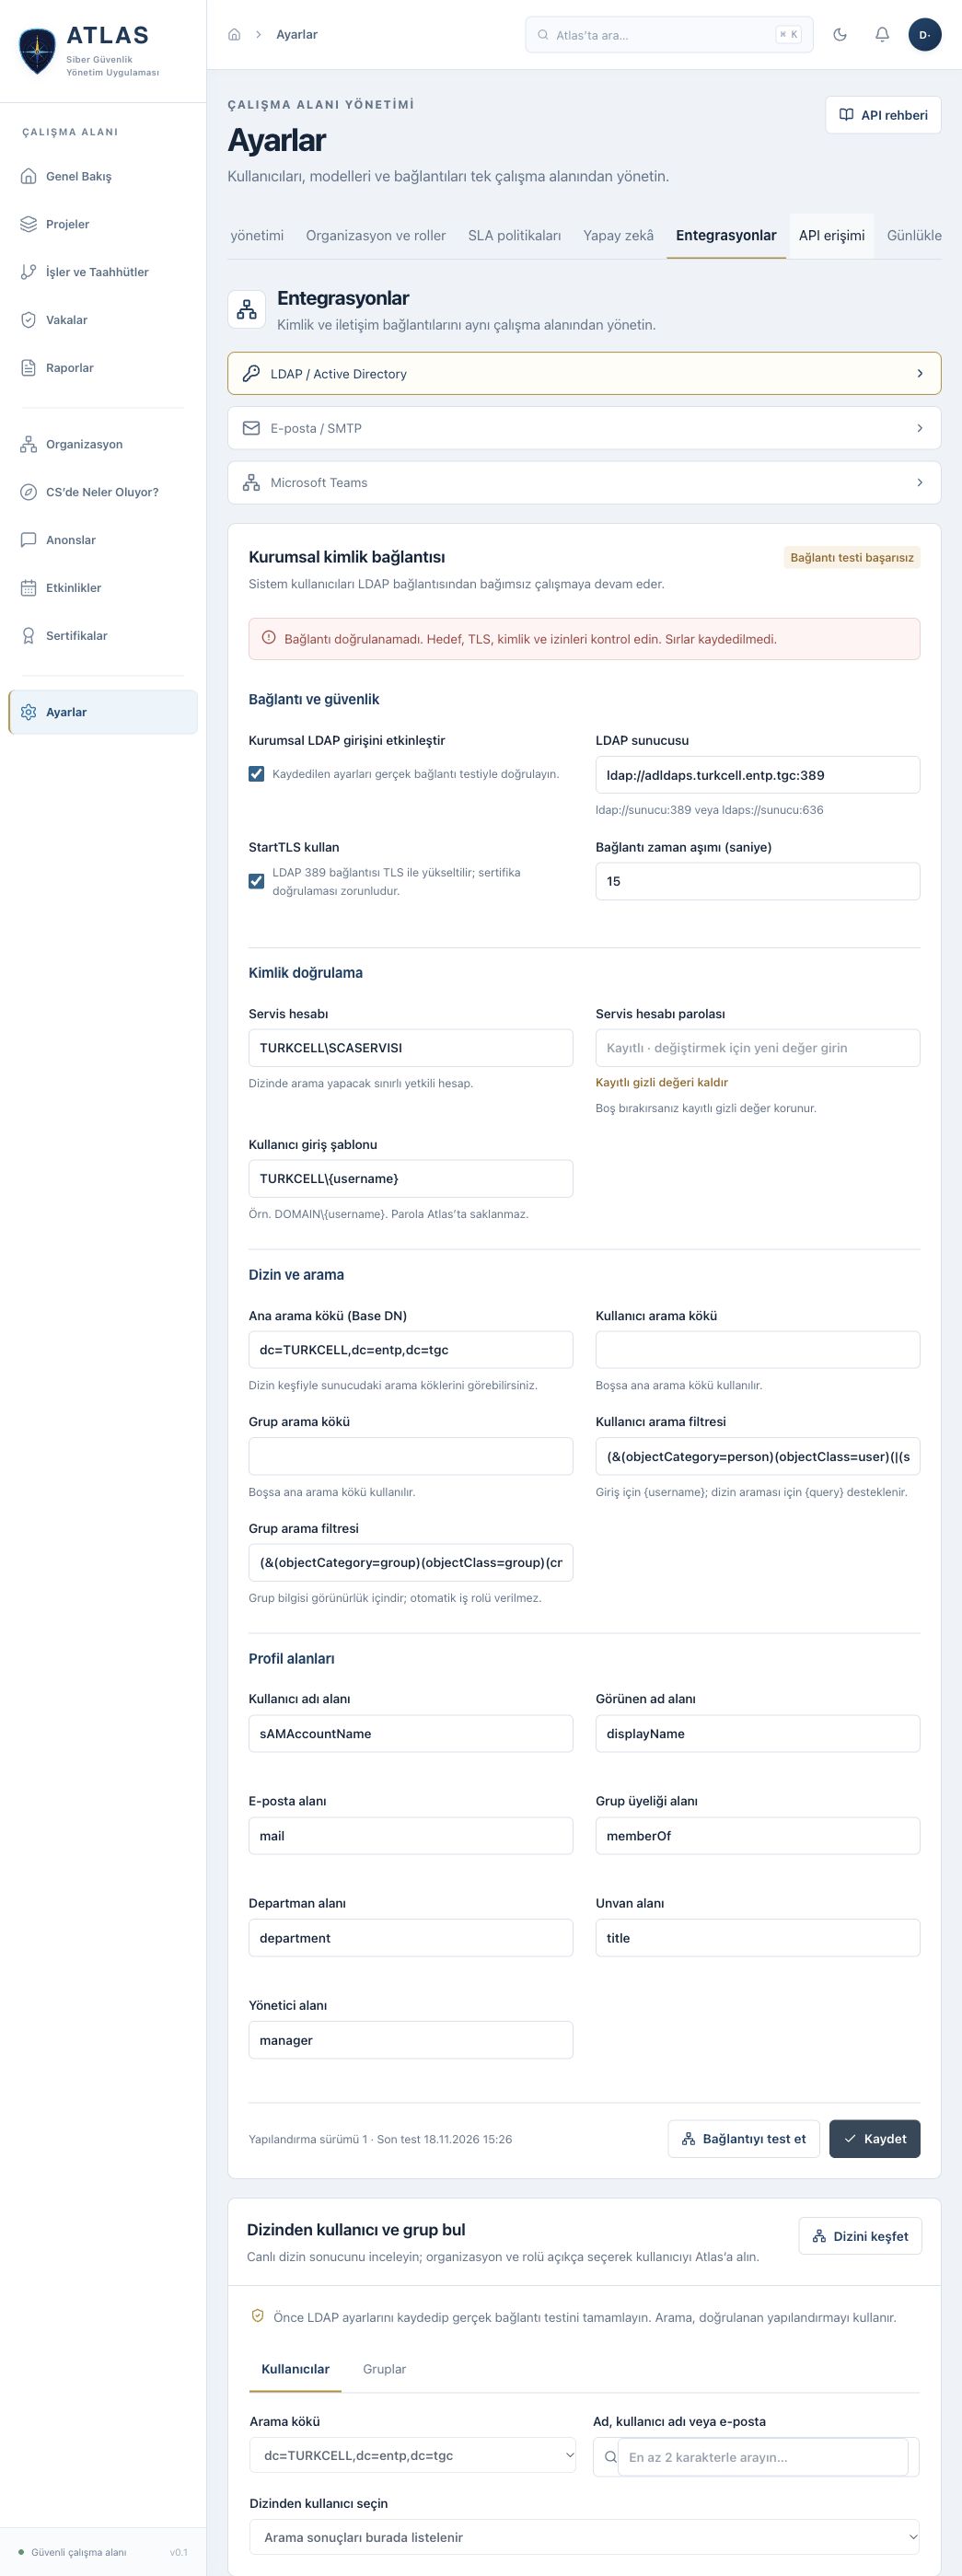 ATLAS
Siber Güvenlik
Yönetim Uygulaması
ÇALIŞMA ALANI
Genel Bakış
Projeler
İşler ve Taahhütler
Vakalar
Raporlar
Organizasyon
CS'de Neler Oluyor?
Anonslar
Etkinlikler
Sertifikalar
Ayarlar
Güvenli çalışma alanı v0.1
Ayarlar
Atlas'ta ara... ⌘ K
D·
ÇALIŞMA ALANI YÖNETİMİ
Ayarlar
Kullanıcıları, modelleri ve bağlantıları tek çalışma alanından yönetin.
API rehberi
yönetimi Organizasyon ve roller SLA politikaları Yapay zekâ Entegrasyonlar API erişimi Günlükle
Entegrasyonlar
Kimlik ve iletişim bağlantılarını aynı çalışma alanından yönetin.
LDAP / Active Directory
E-posta / SMTP
Microsoft Teams
Kurumsal kimlik bağlantısı
Bağlantı testi başarısız
Sistem kullanıcıları LDAP bağlantısından bağımsız çalışmaya devam eder.
Bağlantı doğrulanamadı. Hedef, TLS, kimlik ve izinleri kontrol edin. Sırlar kaydedilmedi.
Bağlantı ve güvenlik
Kurumsal LDAP girişini etkinleştir
Kaydedilen ayarları gerçek bağlantı testiyle doğrulayın.
LDAP sunucusu
ldap://adldaps.turkcell.entp.tgc:389
ldap://sunucu:389 veya ldaps://sunucu:636
StartTLS kullan
LDAP 389 bağlantısı TLS ile yükseltilir; sertifika
doğrulaması zorunludur.
Bağlantı zaman aşımı (saniye)
15
Kimlik doğrulama
Servis hesabı
TURKCELL\SCASERVISI
Dizinde arama yapacak sınırlı yetkili hesap.
Servis hesabı parolası
Kayıtlı · değiştirmek için yeni değer girin
Kayıtlı gizli değeri kaldır
Boş bırakırsanız kayıtlı gizli değer korunur.
Kullanıcı giriş şablonu
TURKCELL\{username}
Örn. DOMAIN\{username}. Parola Atlas'ta saklanmaz.
Dizin ve arama
Ana arama kökü (Base DN)
dc=TURKCELL,dc=entp,dc=tgc
Dizin keşfiyle sunucudaki arama köklerini görebilirsiniz.
Kullanıcı arama kökü
Boşsa ana arama kökü kullanılır.
Grup arama kökü
Boşsa ana arama kökü kullanılır.
Kullanıcı arama filtresi
(&(objectCategory=person)(objectClass=user)(|(s
Giriş için {username}; dizin araması için {query} desteklenir.
Grup arama filtresi
(&(objectCategory=group)(objectClass=group)(cr
Grup bilgisi görünürlük içindir; otomatik iş rolü verilmez.
Profil alanları
Kullanıcı adı alanı
sAMAccountName
Görünen ad alanı
displayName
E-posta alanı
mail
Grup üyeliği alanı
memberOf
Departman alanı
department
Unvan alanı
title
Yönetici alanı
manager
Yapılandırma sürümü 1 · Son test 18.11.2026 15:26
Bağlantıyı test et
Kaydet
Dizinden kullanıcı ve grup bul
Canlı dizin sonucunu inceleyin; organizasyon ve rolü açıkça seçerek kullanıcıyı Atlas'a alın.
Dizini keşfet
Önce LDAP ayarlarını kaydedip gerçek bağlantı testini tamamlayın. Arama, doğrulanan yapılandırmayı kullanır.
Kullanıcılar Gruplar
Arama kökü
dc=TURKCELL,dc=entp,dc=tgc
Ad, kullanıcı adı veya e-posta
En az 2 karakterle arayın...
Dizinden kullanıcı seçin
Arama sonuçları burada listelenir